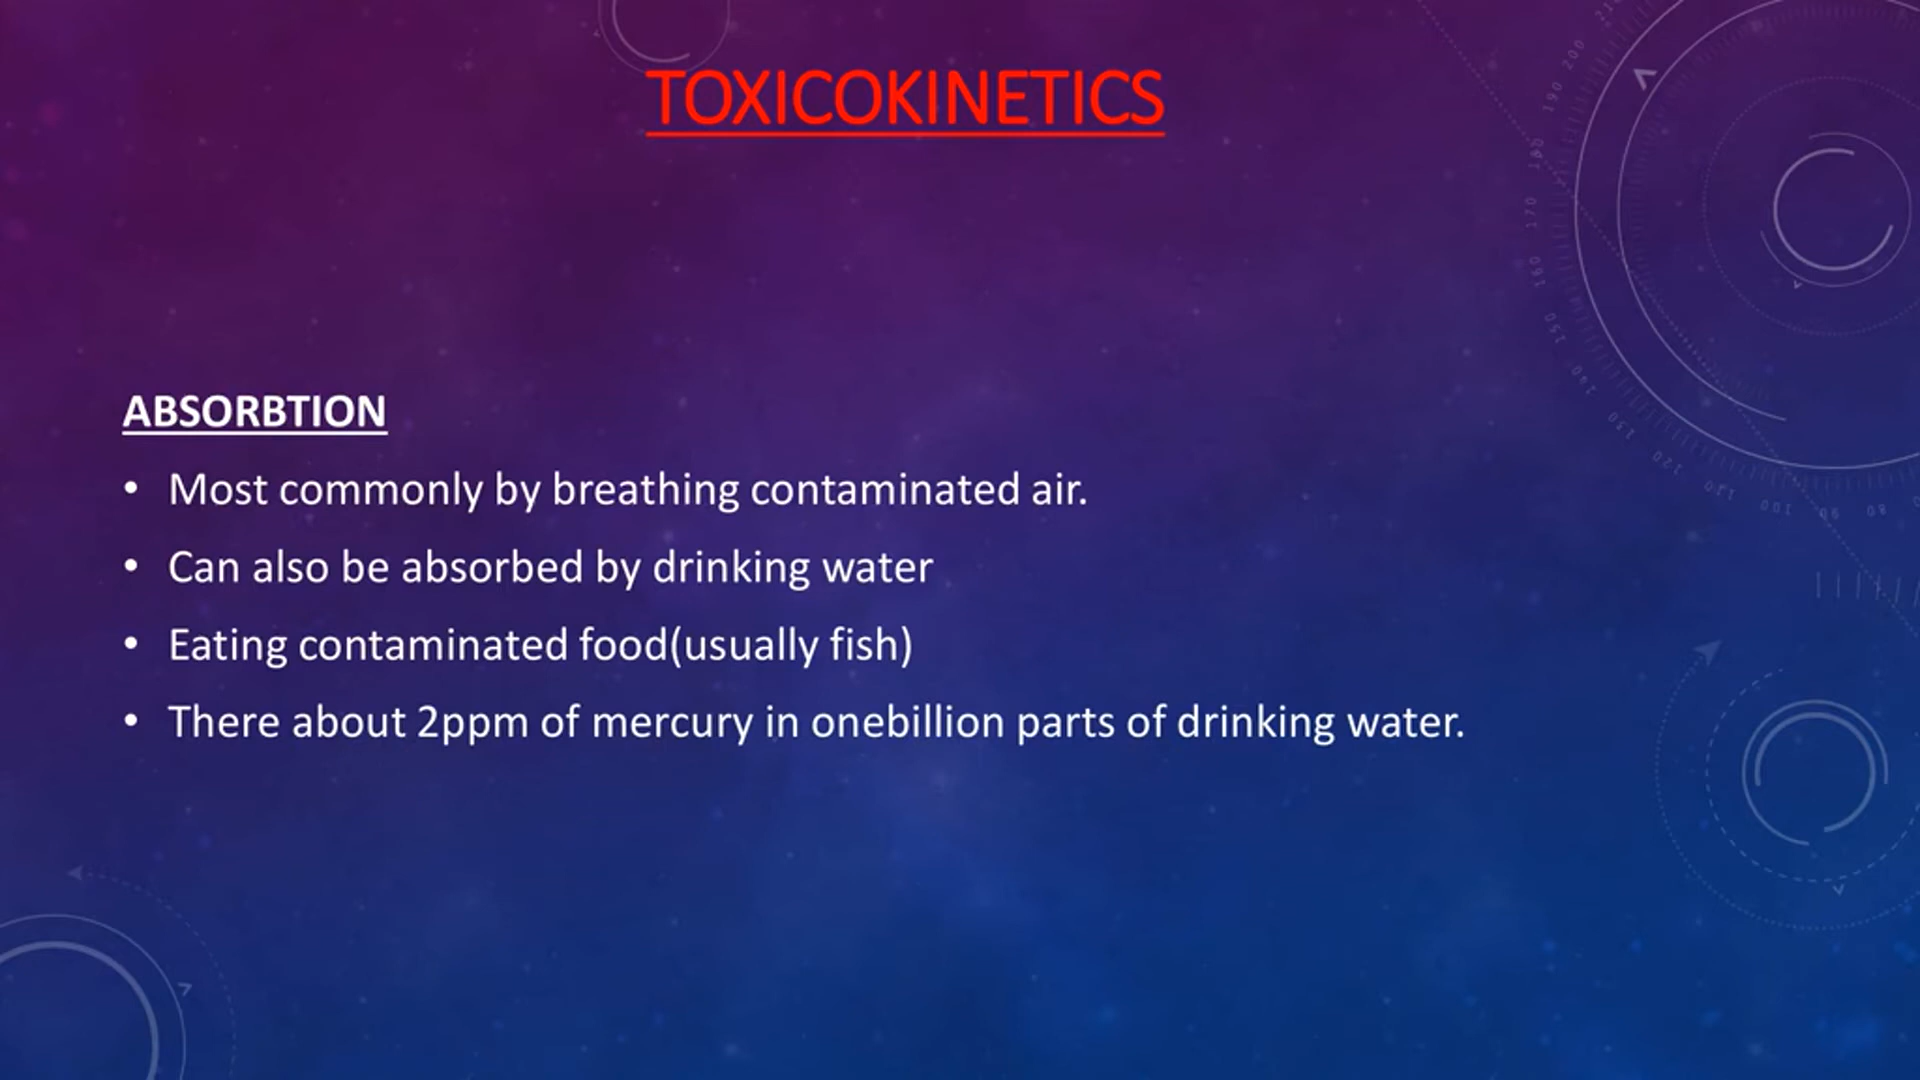 TOXICOKINETICS
ABSORBTION
• Most commonly by breathing contaminated air.
• Can also be absorbed by drinking water
• Eating contaminated food(usually fish)
• There about 2ppm of mercury in onebillion parts of drinking water.